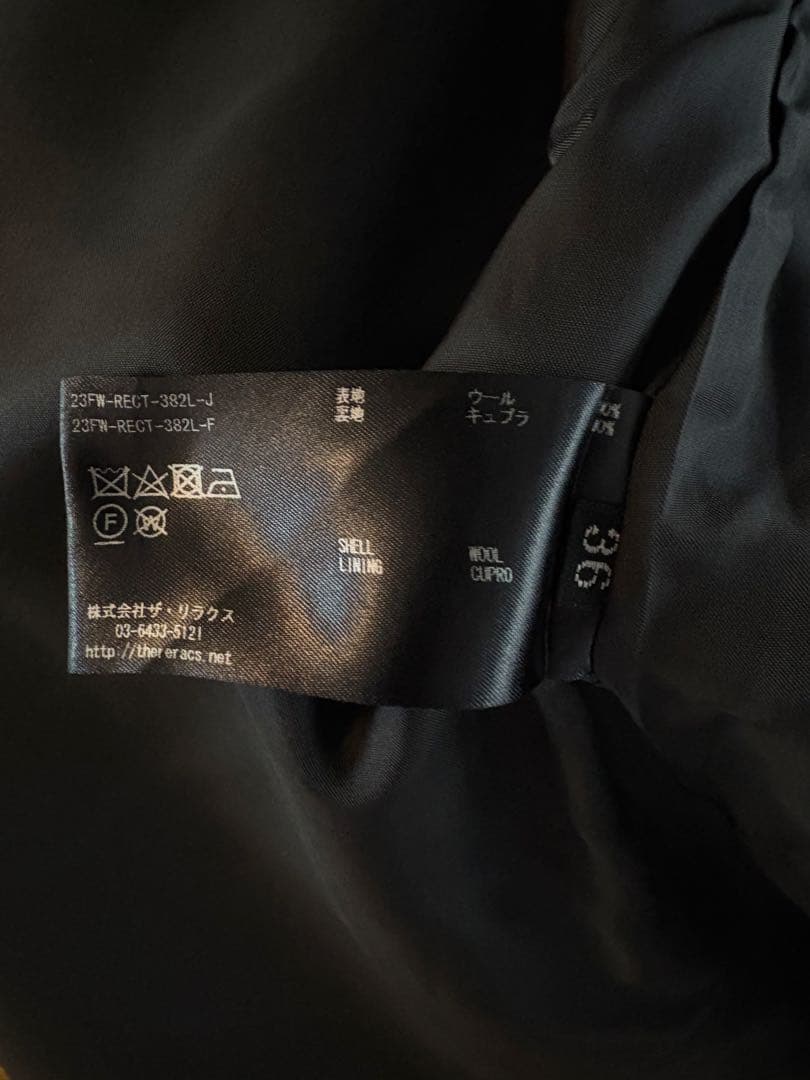 23FW-RECT-382L-J
23FW-RECT-382L-F
表地 ウール
裏地 キュプラ
SHELL WOOL
LINING CUPRO
株式会社ザ・リラクス
03-6433-5121
http://thereracs.net
36